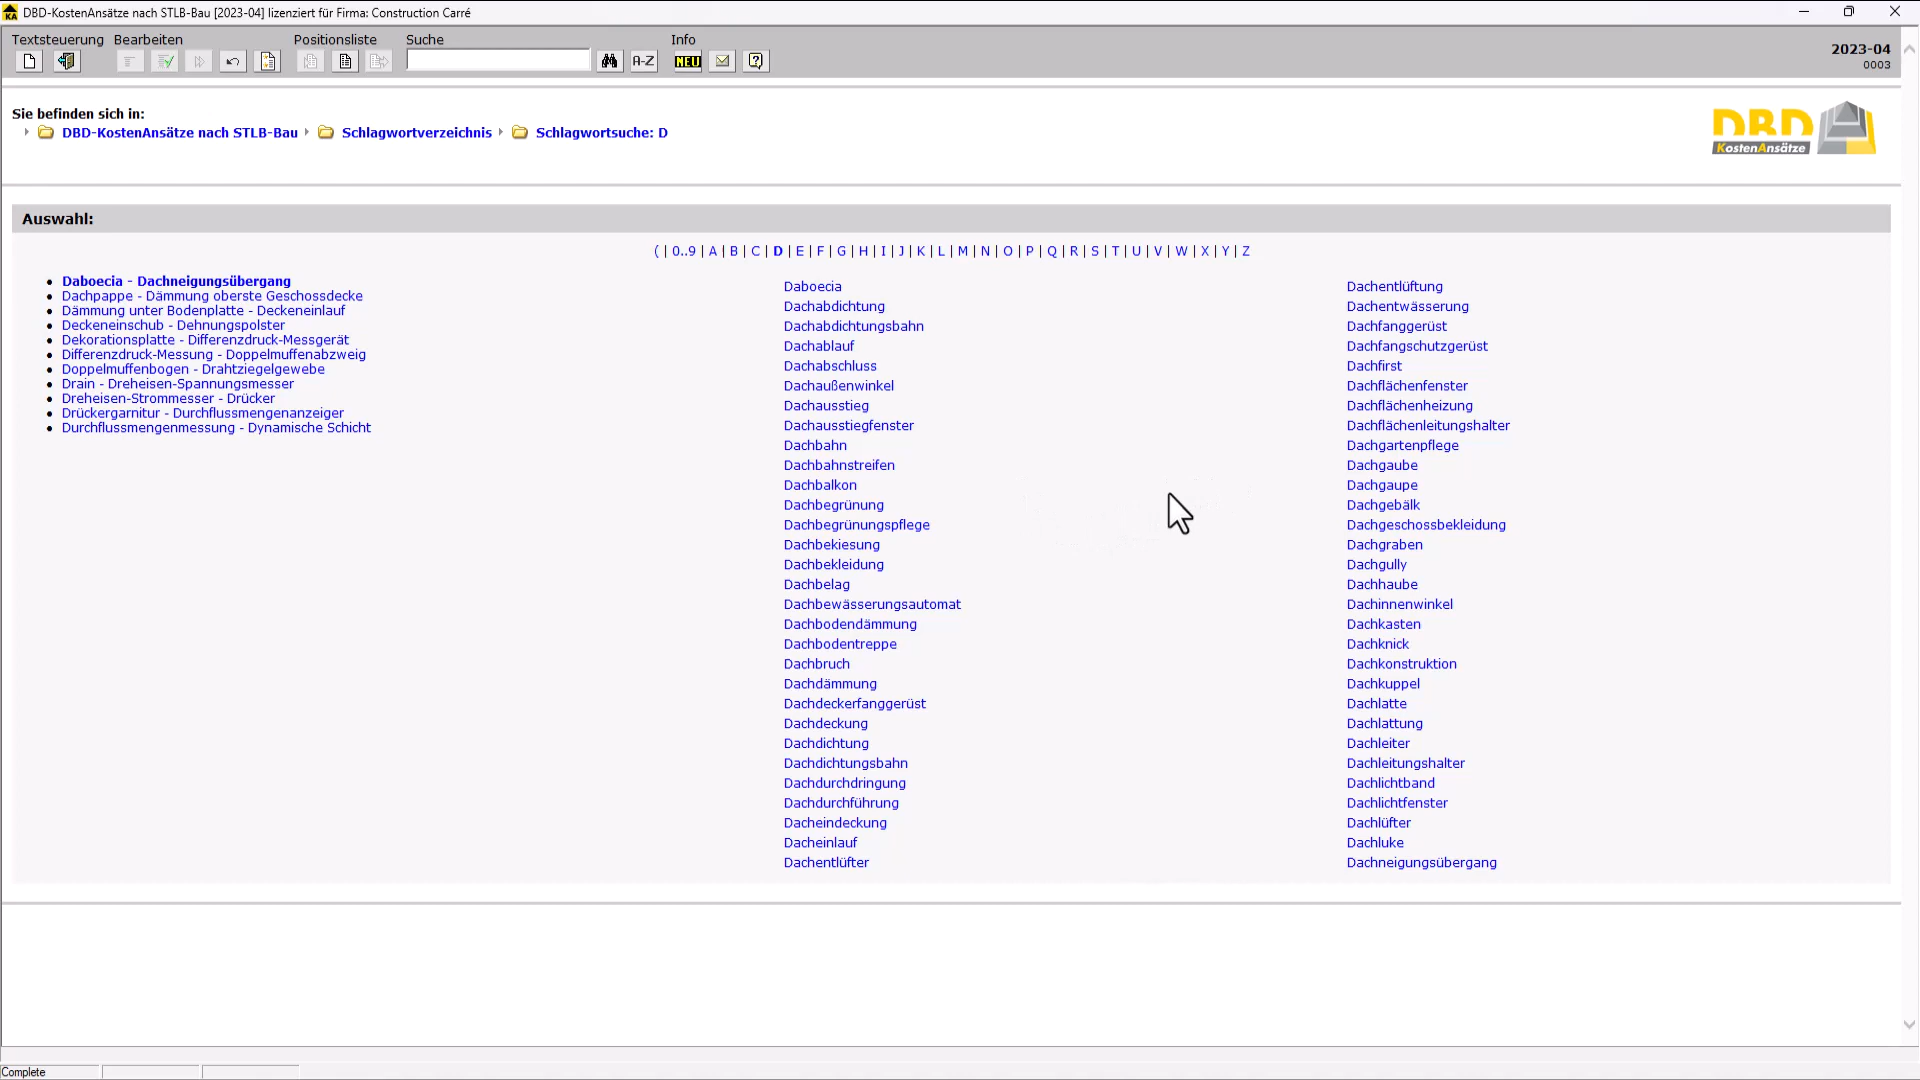 DBD-KostenAnsätze nach STLB-Bau [2023-04] lizenziert für Firma: Construction Carré
Textsteuerung Bearbeiten Positionsliste Suche Info
A-Z NEU
2023-04
0003
Sie befinden sich in:
DBD-KostenAnsätze nach STLB-Bau Schlagwortverzeichnis Schlagwortsuche: D
DBD
KostenAnsätze
Auswahl:
( | 0..9 | A | B | C | D | E | F | G | H | I | J | K | L | M | N | O | P | Q | R | S | T | U | V | W | X | Y | Z
Daboecia - Dachneigungsübergang
Dachpappe - Dämmung oberste Geschossdecke
Dämmung unter Bodenplatte - Deckeneinlauf
Deckeneinschub - Dehnungspolster
Dekorationsplatte - Differenzdruck-Messgerät
Differenzdruck-Messung - Doppelmuffenabzweig
Doppelmuffenbogen - Drahtziegelgewebe
Drain - Dreheisen-Spannungsmesser
Dreheisen-Strommesser - Drücker
Drückergarnitur - Durchflussmengenanzeiger
Durchflussmengenmessung - Dynamische Schicht
Daboecia
Dachabdichtung
Dachabdichtungsbahn
Dachablauf
Dachabschluss
Dachaußenwinkel
Dachausstieg
Dachausstiegfenster
Dachbahn
Dachbahnstreifen
Dachbalkon
Dachbegrünung
Dachbegrünungspflege
Dachbekiesung
Dachbekleidung
Dachbelag
Dachbewässerungsautomat
Dachbodendämmung
Dachbodentreppe
Dachbruch
Dachdämmung
Dachdeckerfanggerüst
Dachdeckung
Dachdichtung
Dachdichtungsbahn
Dachdurchdringung
Dachdurchführung
Dacheindeckung
Dacheinlauf
Dachentlüfter
Dachentlüftung
Dachentwässerung
Dachfanggerüst
Dachfangschutzgerüst
Dachfirst
Dachflächenfenster
Dachflächenheizung
Dachflächenleitungshalter
Dachgartenpflege
Dachgaube
Dachgaupe
Dachgebälk
Dachgeschossbekleidung
Dachgraben
Dachgully
Dachhaube
Dachinnenwinkel
Dachkasten
Dachknick
Dachkonstruktion
Dachkuppel
Dachlatte
Dachlattung
Dachleiter
Dachleitungshalter
Dachlichtband
Dachlichtfenster
Dachlüfter
Dachluke
Dachneigungsübergang
Complete